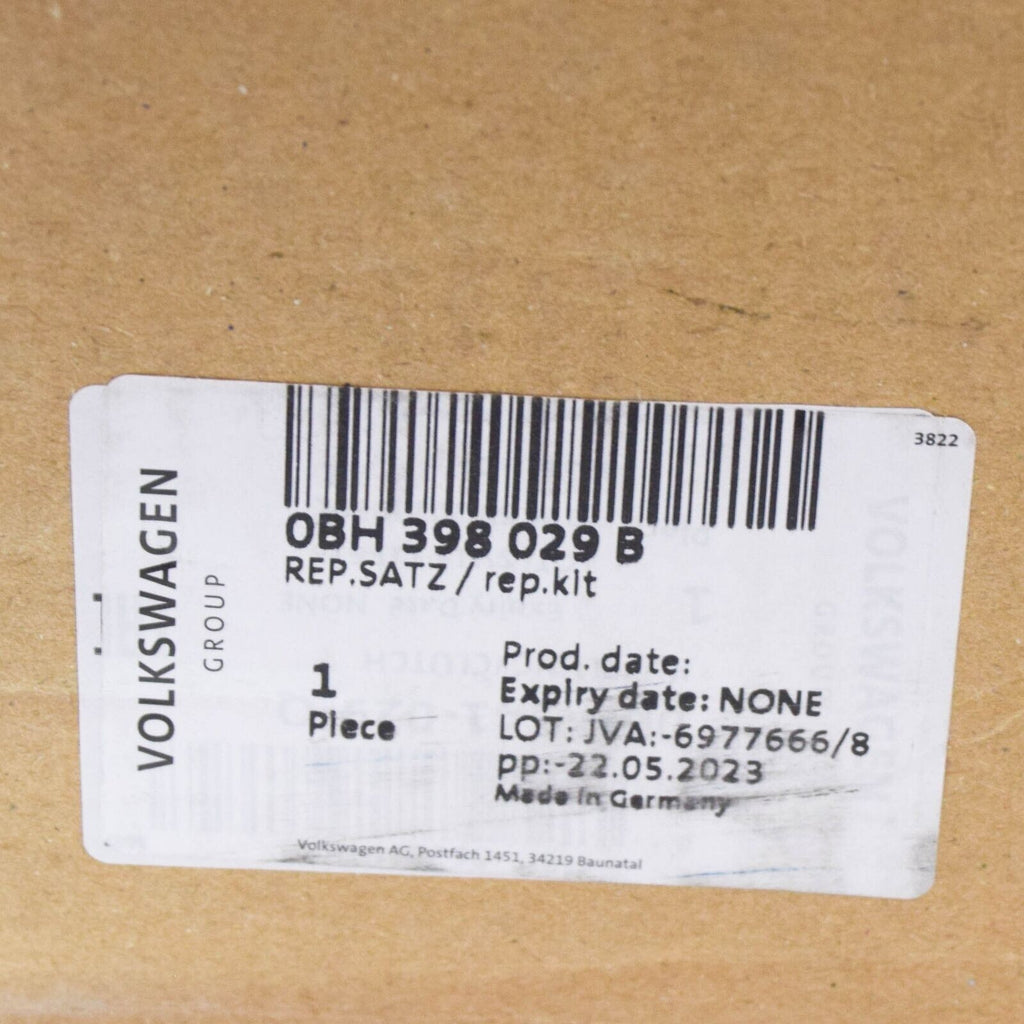 3822
0BH 398 029 B
REP.SATZ / rep.kit
VOLKSWAGEN
GROUP
1
Piece
Prod. date:
Expiry date: NONE
LOT: JVA:-6977666/8
pp:-22.05.2023
Made in Germany
Volkswagen AG, Postfach 1451, 34219 Baunatal